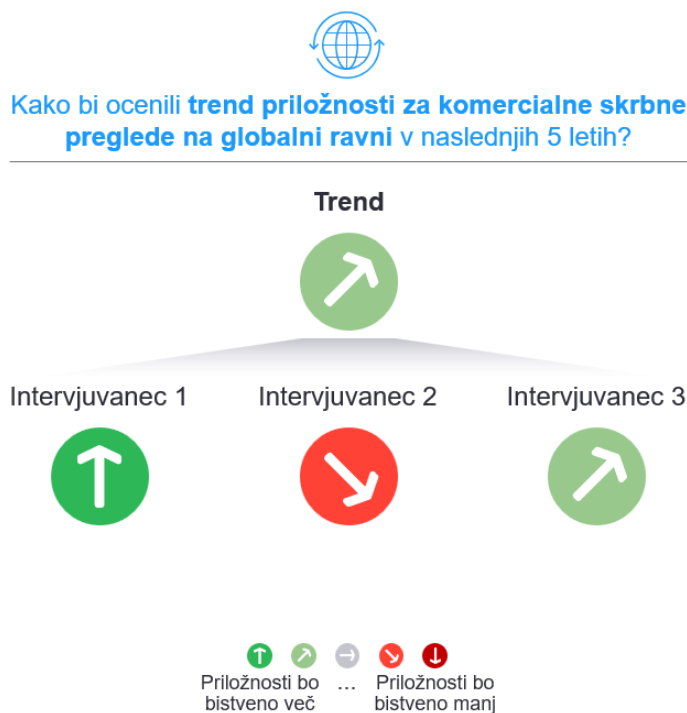 Kako bi ocenili trend priložnosti za komercialne skrbne
preglede na globalni ravni v naslednjih 5 letih?
Trend
Intervjuvanec 1
Intervjuvanec 2
Intervjuvanec 3
Priložnosti bo
bistveno več
...
Priložnosti bo
bistveno manj